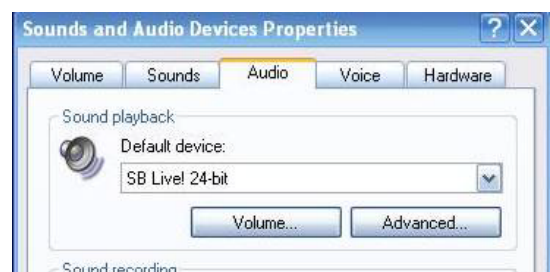 Sounds and Audio Devices Properties
Volume Sounds Audio Voice Hardware
Sound playback
Default device:
SB Live! 24-bit
Volume... Advanced...
Sound recording